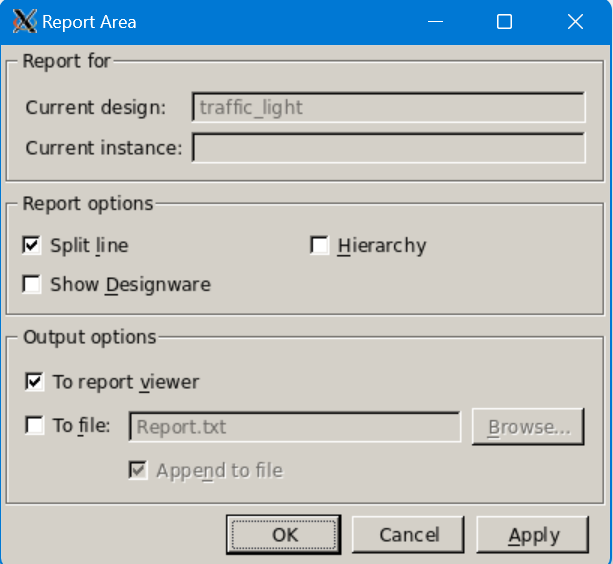 Report Area
Report for
Current design: traffic_light
Current instance:
Report options
Split line Hierarchy
Show Designware
Output options
To report viewer
To file: Report.txt Browse...
Append to file
OK Cancel Apply